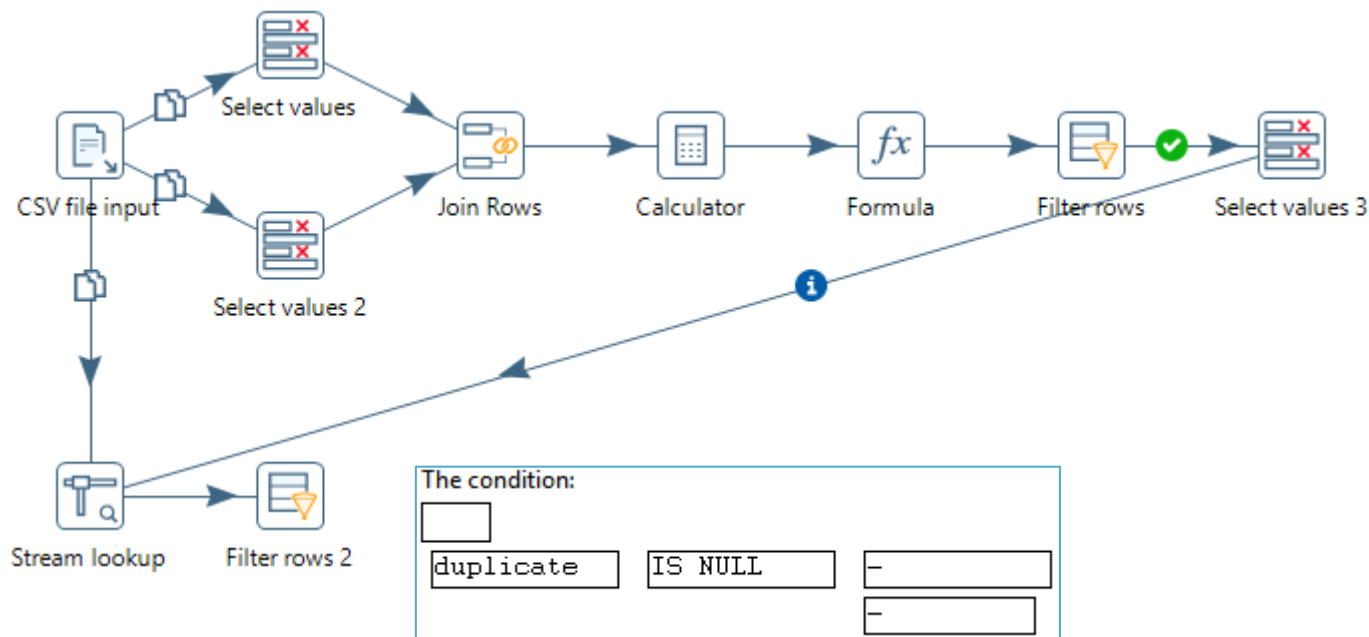 Select values
CSV file input
Join Rows
Calculator
fx
Formula
Filter rows
Select values 3
Select values 2
i
Stream lookup
Filter rows 2
The condition:
duplicate IS NULL -
-